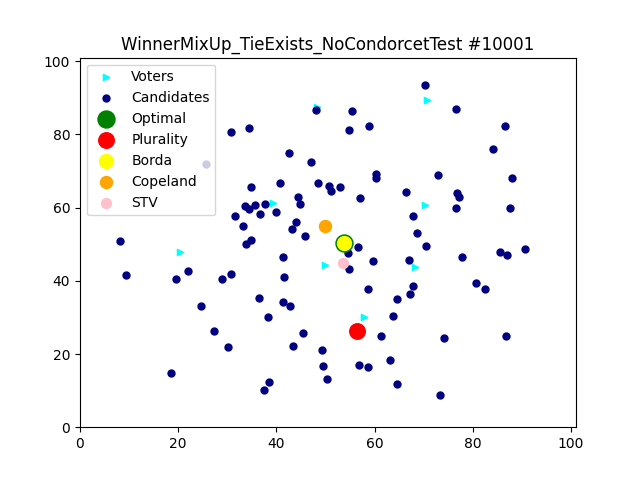 WinnerMixUp_TieExists_NoCondorcetTest #10001
100
80
60
40
20
0
Voters
Candidates
Optimal
Plurality
Borda
Copeland
STV
0
20
40
60
80
100